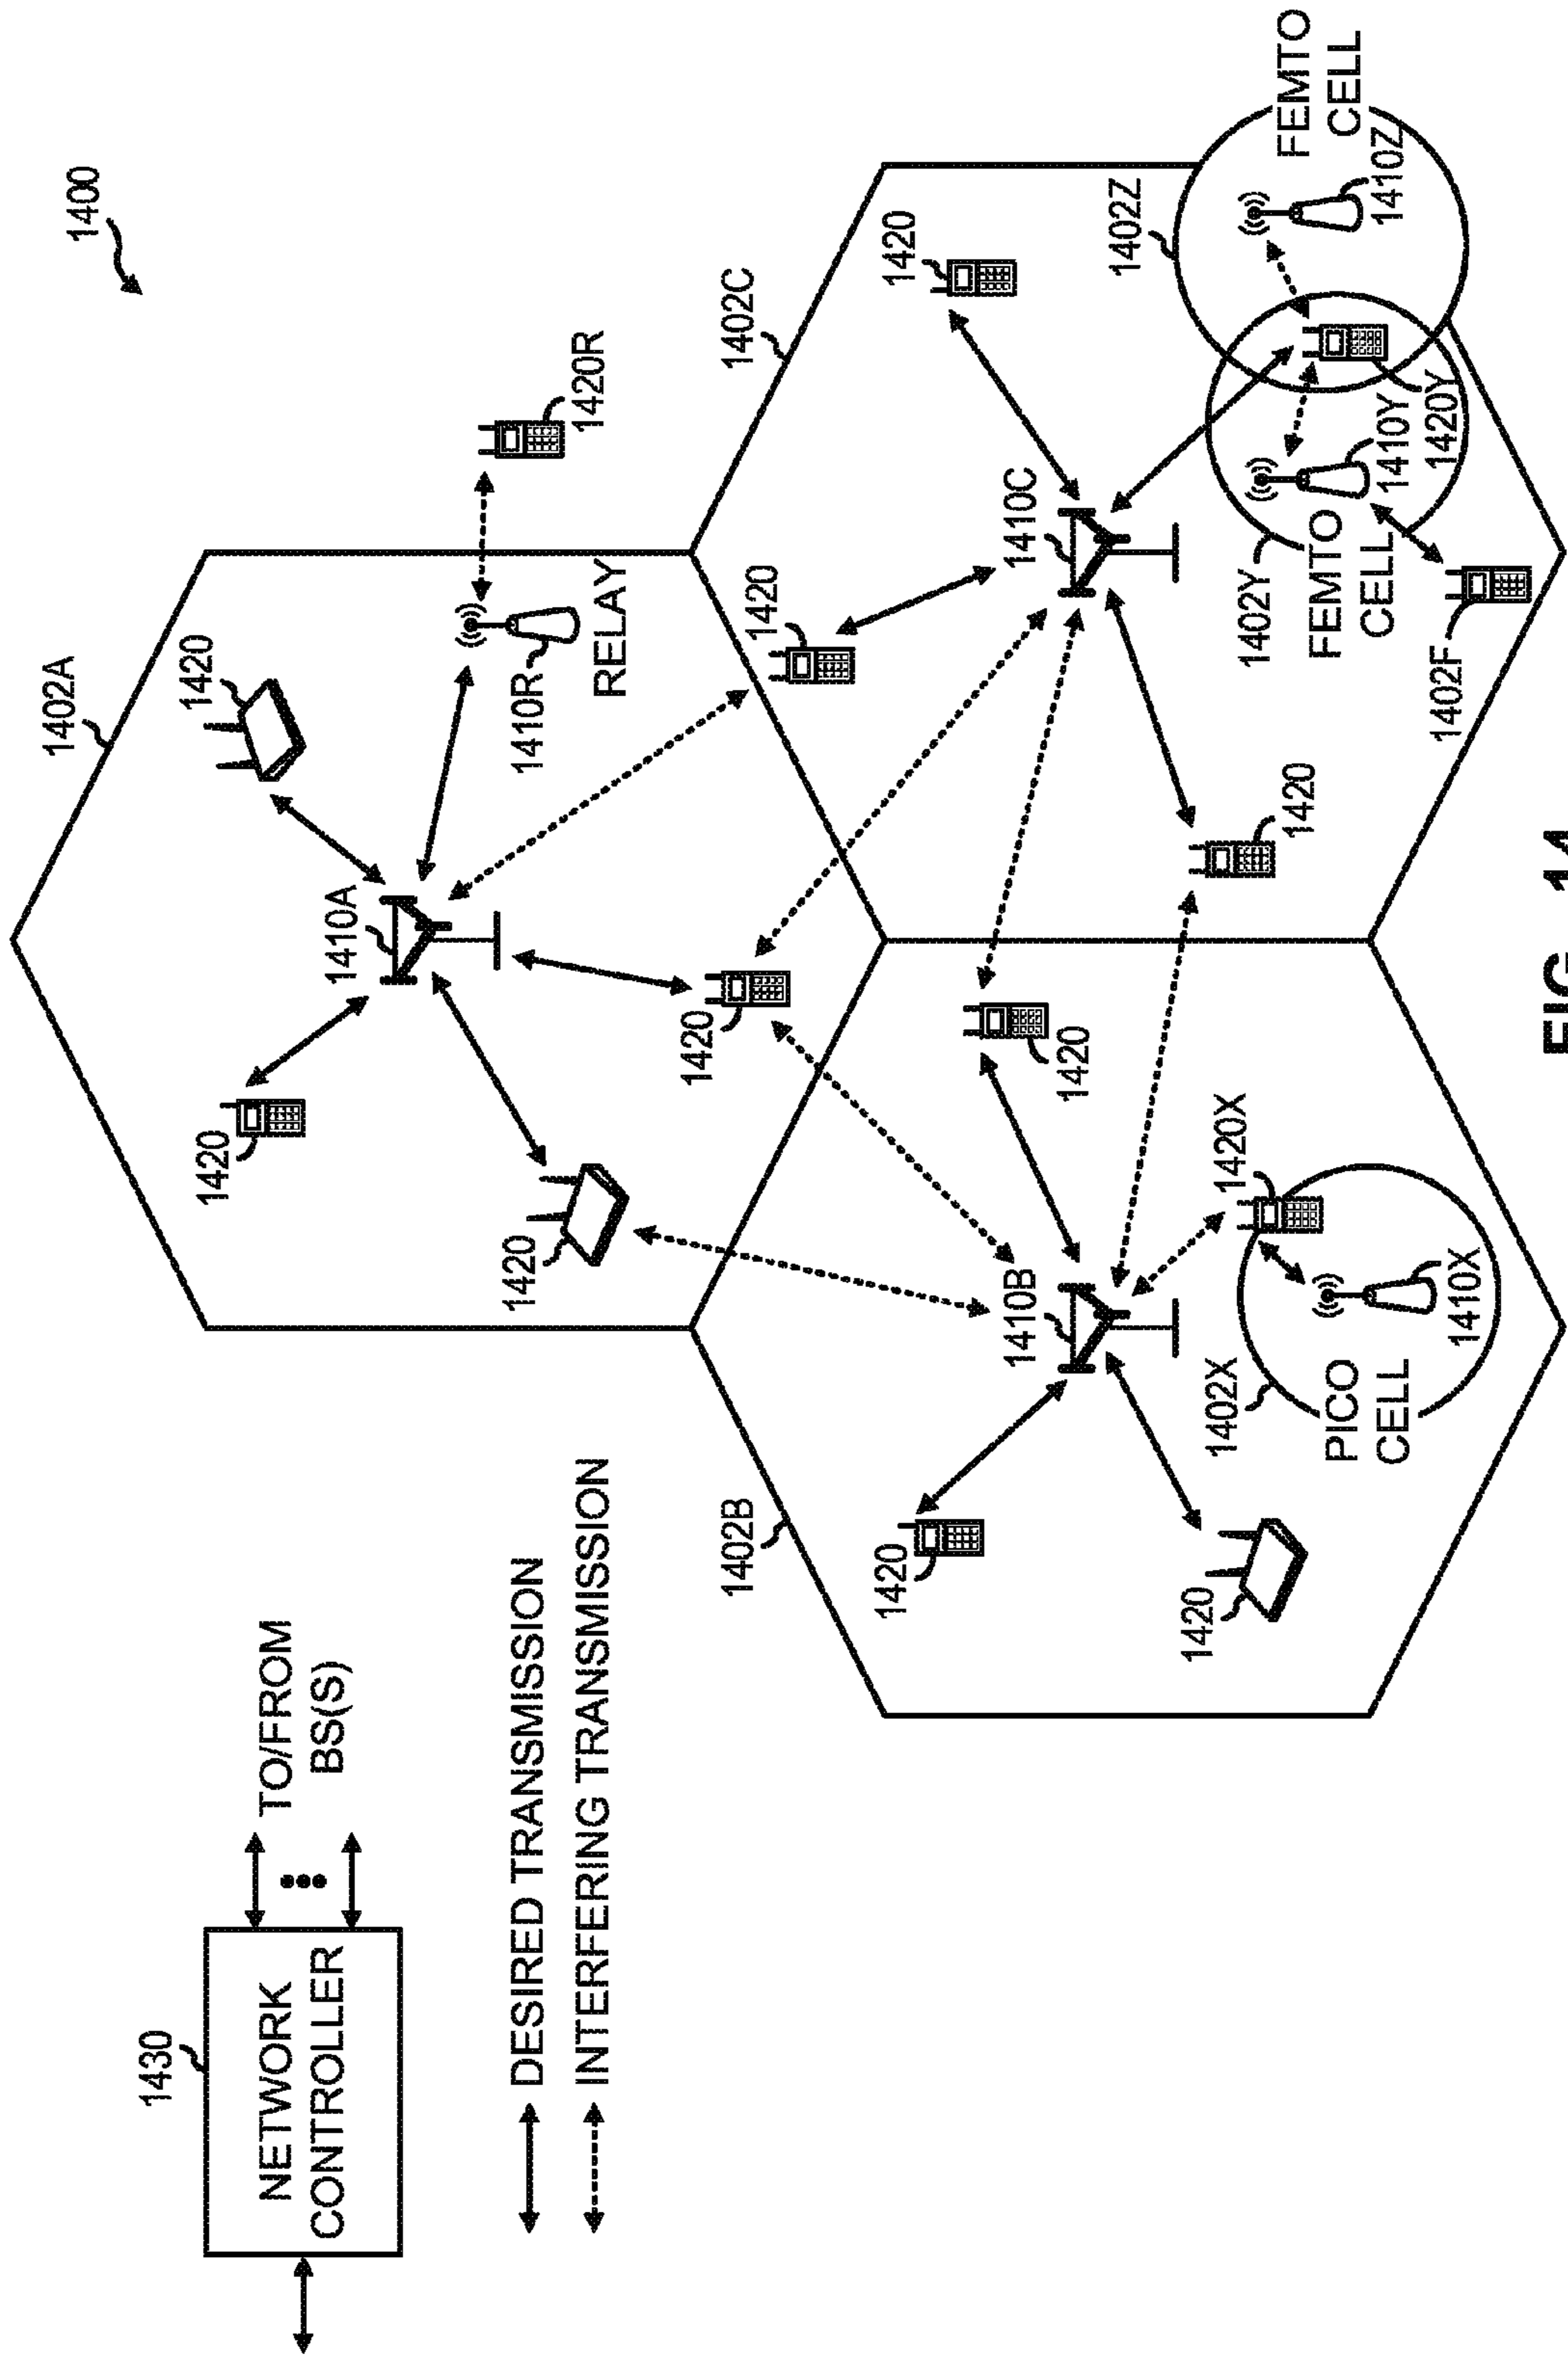 1400
1430
NETWORK
CONTROLLER
TO/FROM
BS(S)
DESIRED TRANSMISSION
INTERFERING TRANSMISSION
1402A
1420
1420
1410A
1410R
RELAY
1420R
1420
1420
1420
1402B
1420
1420
1410B
1420
1402X
PICO
CELL
1420X
1410X
1402C
1420
1410C
1420
1402Z
FEMTO
CELL
1410Z
1402Y
FEMTO
CELL
1410Y
1420Y
1402F
FIG. 14